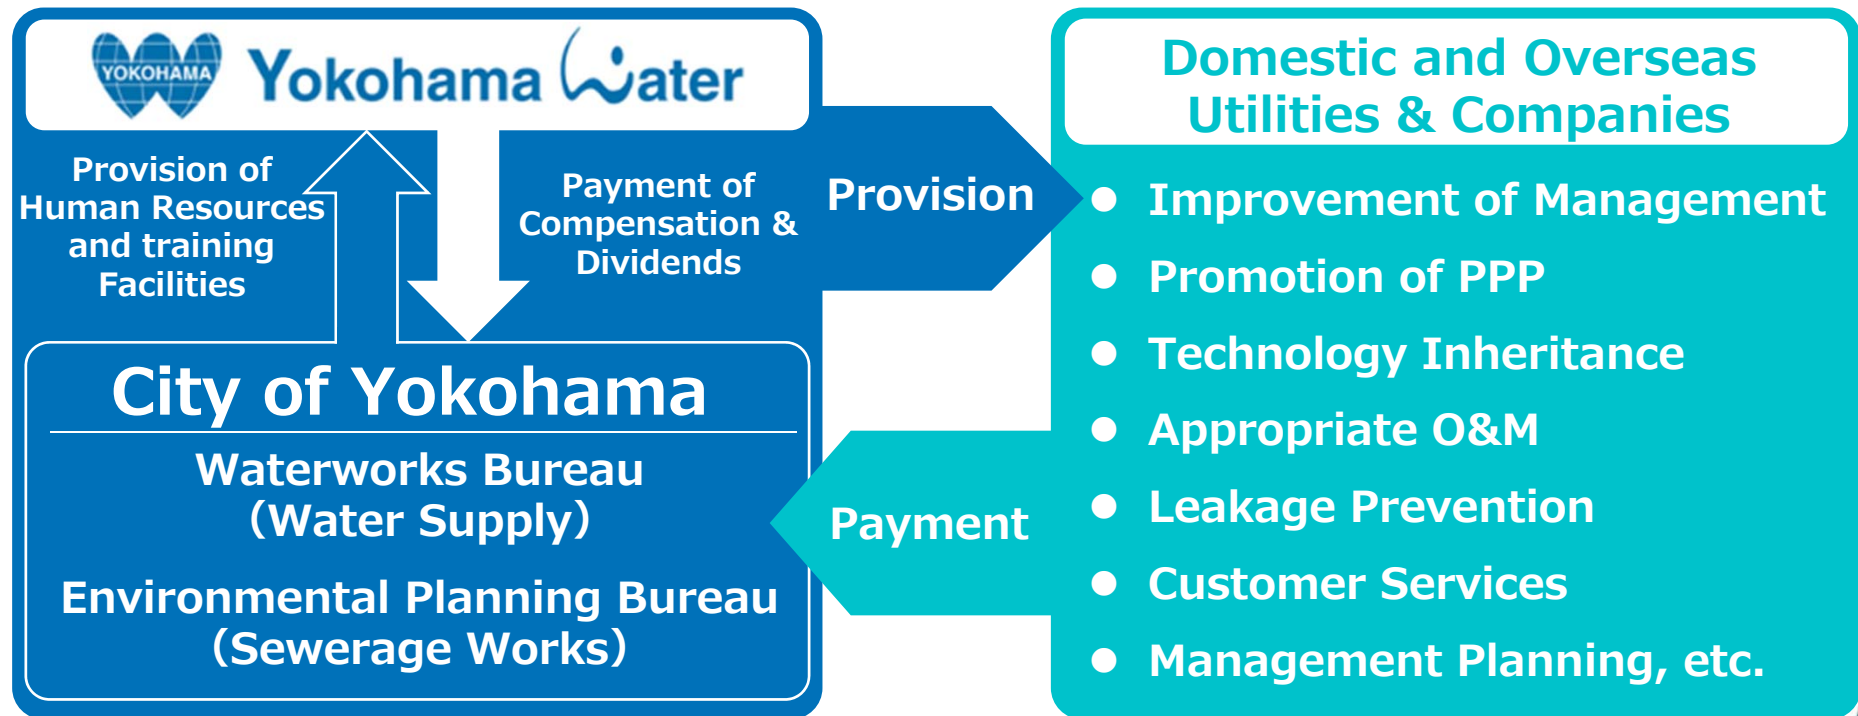 YOKOHAMA
Yokohama Water
Provision of
Human Resources
and training
Facilities
Payment of
Compensation &
Dividends
City of Yokohama
Waterworks Bureau
(Water Supply)
Environmental Planning Bureau
(Sewerage Works)
Provision
Payment
Domestic and Overseas
Utilities & Companies
● Improvement of Management
● Promotion of PPP
● Technology Inheritance
● Appropriate O&M
● Leakage Prevention
● Customer Services
● Management Planning, etc.